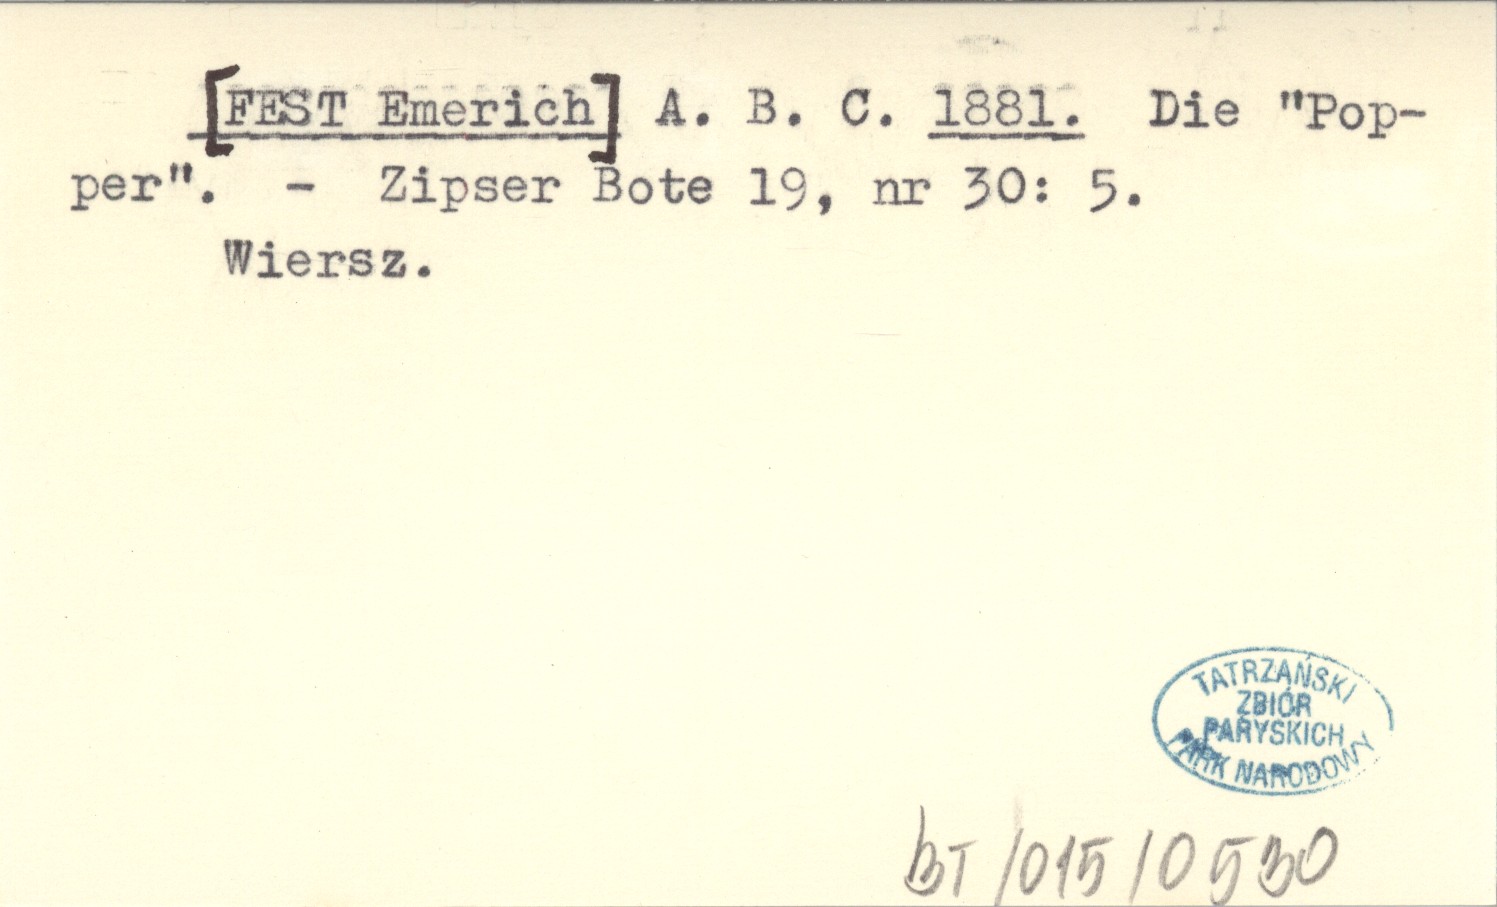 [FEST Emerich] A. B. C. 1881. Die "Pop-
per". - Zipser Bote 19, nr 30: 5.
Wiersz.
TATRZAŃSKI
ZBIÓR
PARYSKICH
PARK NARODOWY
BT/015/0530